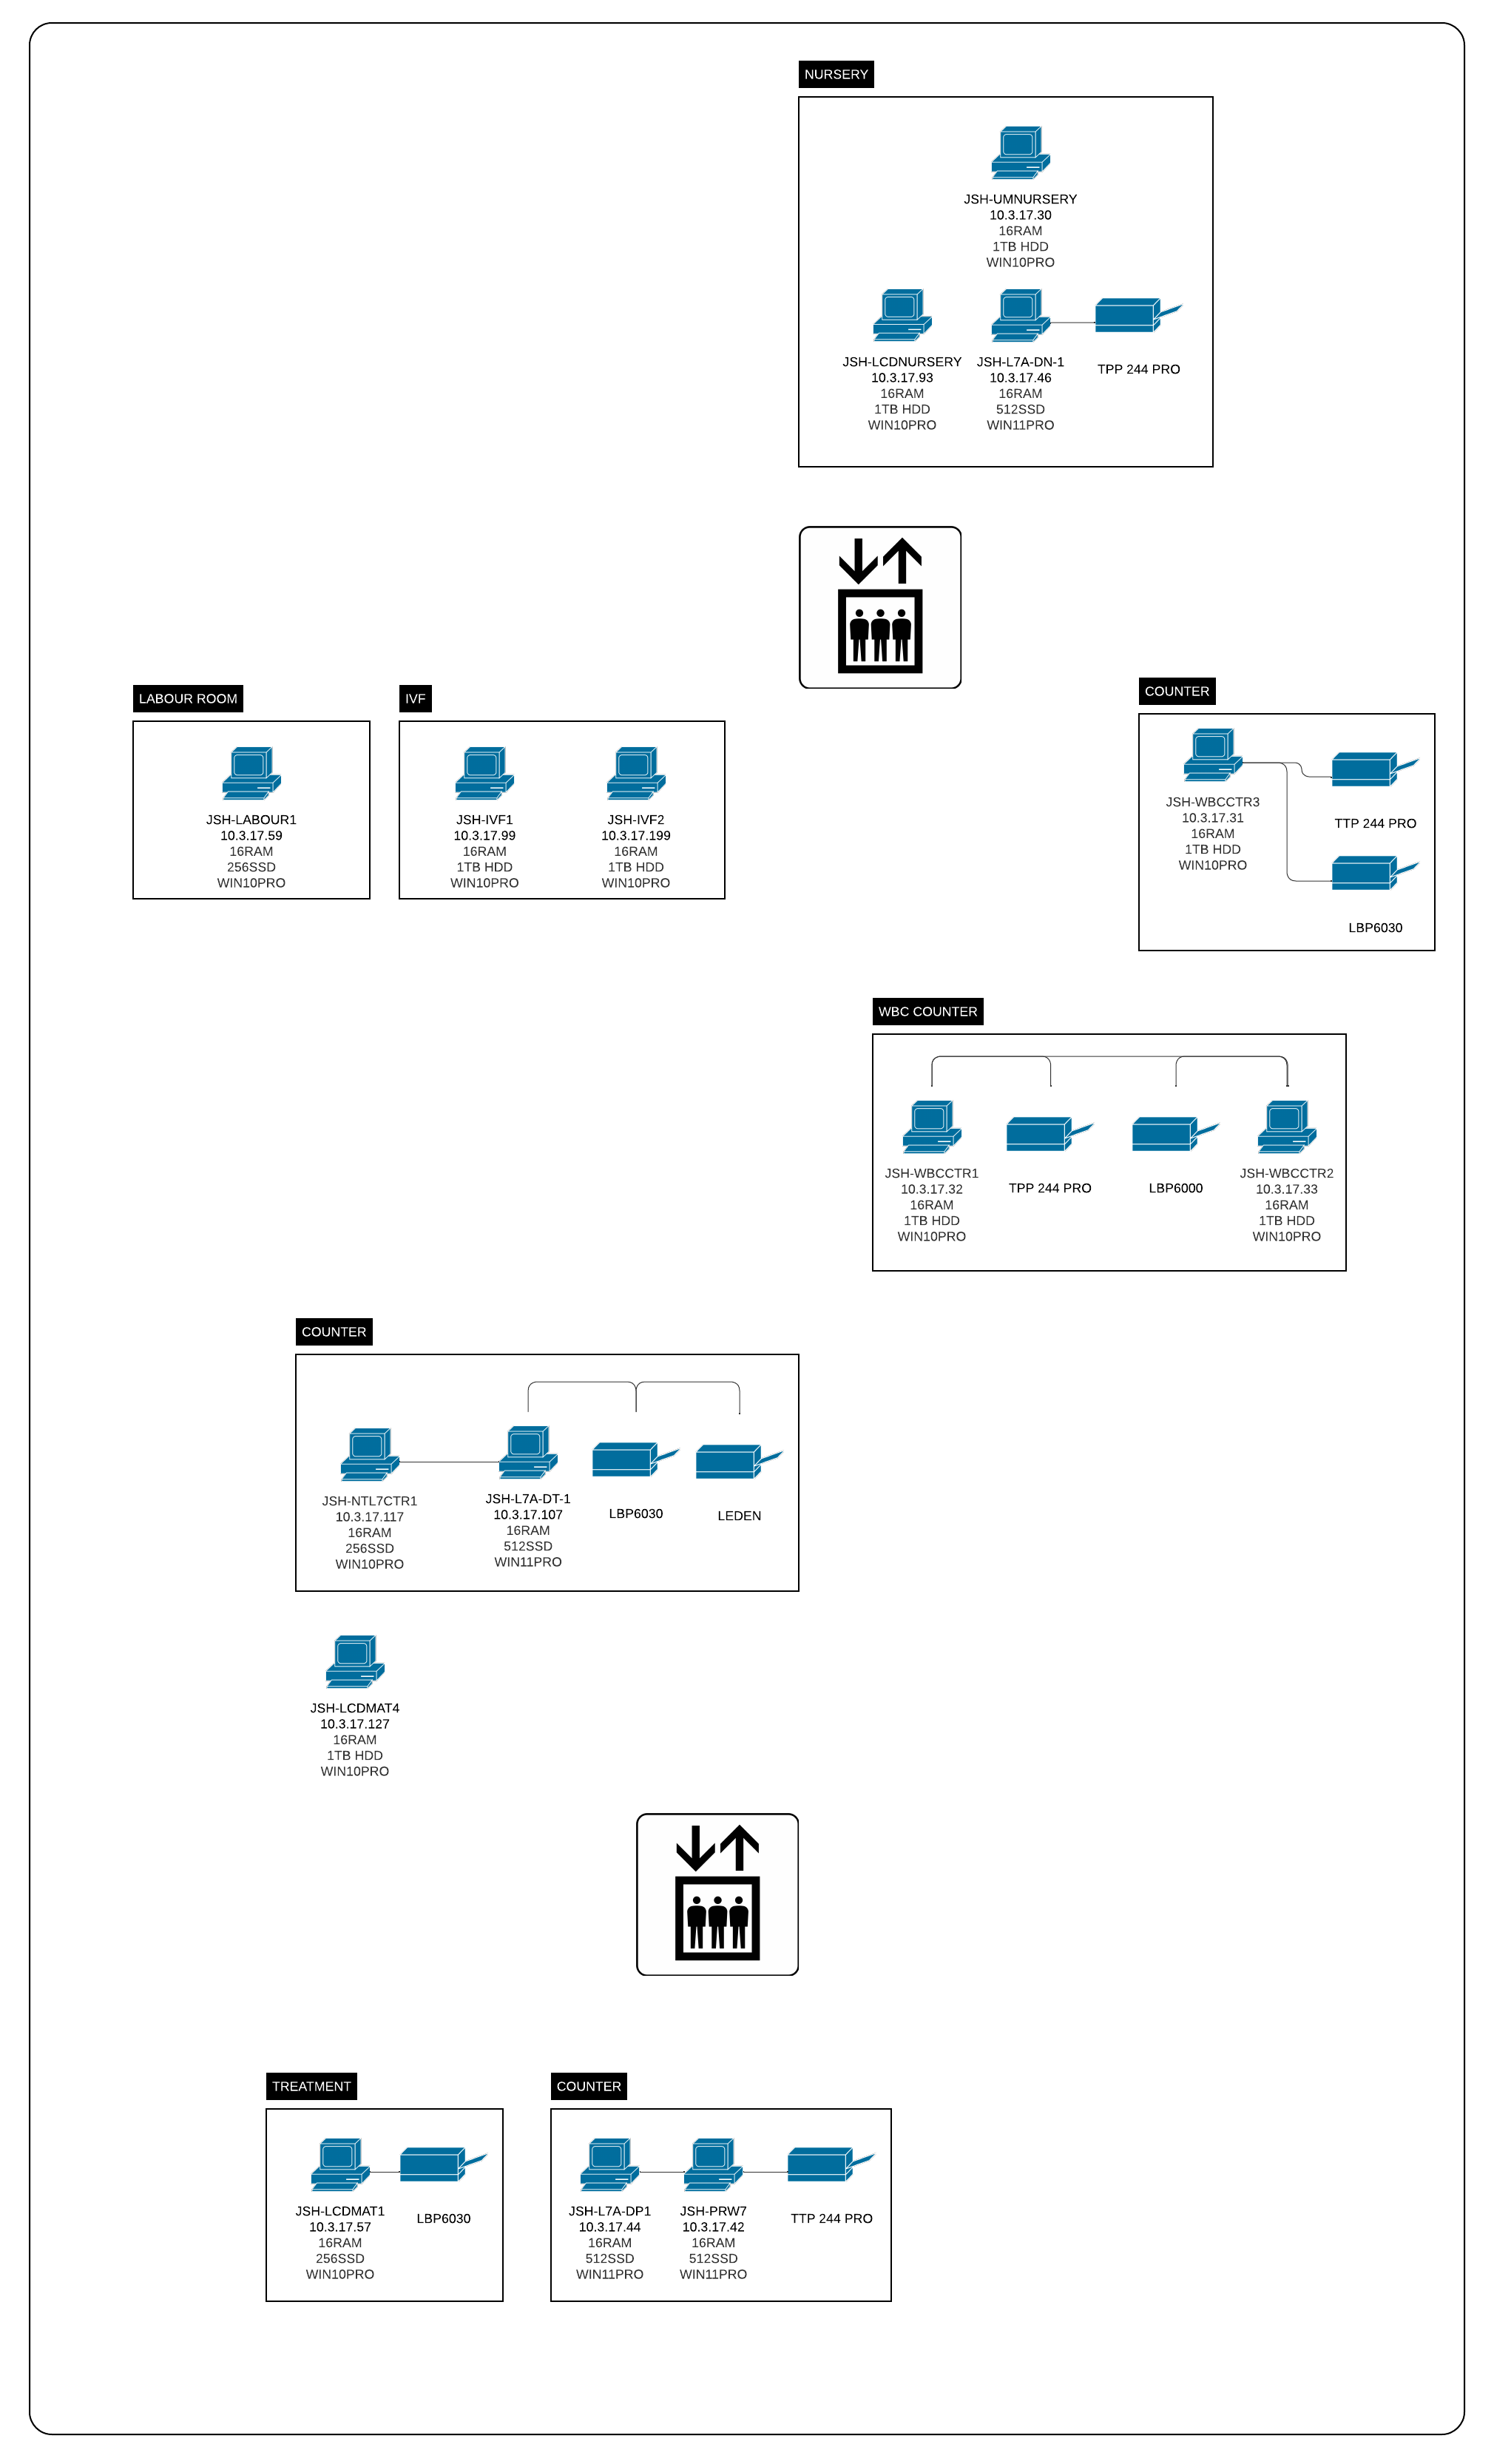 NURSERY
JSH-UMNURSERY
10.3.17.30
16RAM
1TB HDD
WIN10PRO
JSH-LCDNURSERY
10.3.17.93
16RAM
1TB HDD
WIN10PRO
JSH-L7A-DN-1
10.3.17.46
16RAM
512SSD
WIN11PRO
TPP 244 PRO
LABOUR ROOM
JSH-LABOUR1
10.3.17.59
16RAM
256SSD
WIN10PRO
IVF
JSH-IVF1
10.3.17.99
16RAM
1TB HDD
WIN10PRO
JSH-IVF2
10.3.17.199
16RAM
1TB HDD
WIN10PRO
COUNTER
JSH-WBCCTR3
10.3.17.31
16RAM
1TB HDD
WIN10PRO
TTP 244 PRO
LBP6030
WBC COUNTER
JSH-WBCCTR1
10.3.17.32
16RAM
1TB HDD
WIN10PRO
TPP 244 PRO
LBP6000
JSH-WBCCTR2
10.3.17.33
16RAM
1TB HDD
WIN10PRO
COUNTER
JSH-NTL7CTR1
10.3.17.117
16RAM
256SSD
WIN10PRO
JSH-L7A-DT-1
10.3.17.107
16RAM
512SSD
WIN11PRO
LBP6030
LEDEN
JSH-LCDMAT4
10.3.17.127
16RAM
1TB HDD
WIN10PRO
TREATMENT
JSH-LCDMAT1
10.3.17.57
16RAM
256SSD
WIN10PRO
LBP6030
COUNTER
JSH-L7A-DP1
10.3.17.44
16RAM
512SSD
WIN11PRO
JSH-PRW7
10.3.17.42
16RAM
512SSD
WIN11PRO
TTP 244 PRO